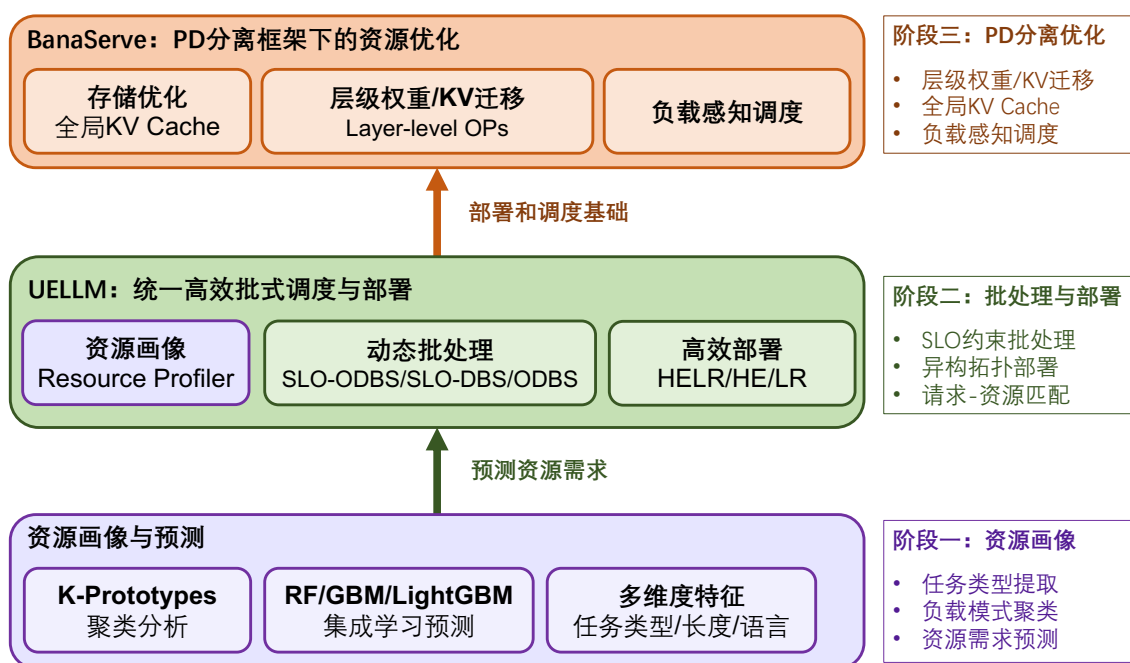 BanaServe：PD分离框架下的资源优化
存储优化
全局KV Cache
层级权重/KV迁移
Layer-level OPs
负载感知调度
阶段三：PD分离优化
• 层级权重/KV迁移
• 全局KV Cache
• 负载感知调度
部署和调度基础
UELLM：统一高效批式调度与部署
资源画像
Resource Profiler
动态批处理
SLO-ODBS/SLO-DBS/ODBS
高效部署
HELR/HE/LR
阶段二：批处理与部署
• SLO约束批处理
• 异构拓扑部署
• 请求-资源匹配
预测资源需求
资源画像与预测
K-Prototypes
聚类分析
RF/GBM/LightGBM
集成学习预测
多维度特征
任务类型/长度/语言
阶段一：资源画像
• 任务类型提取
• 负载模式聚类
• 资源需求预测